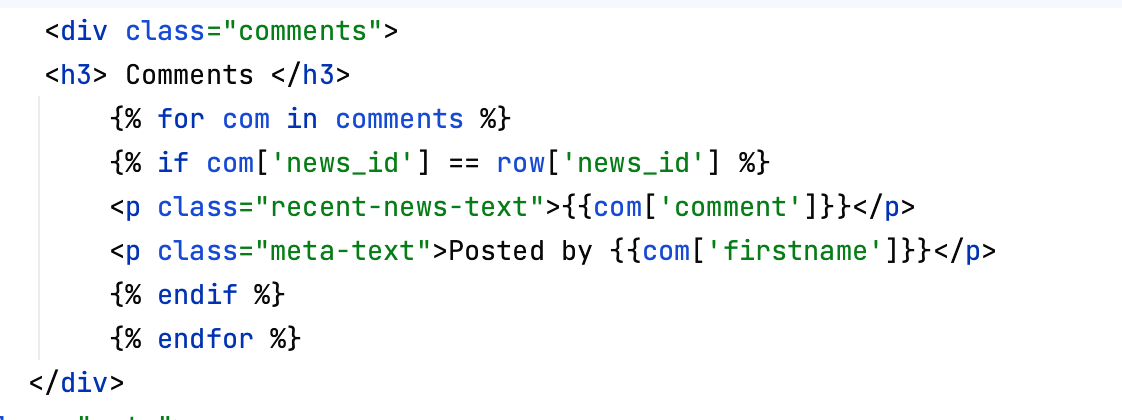 <div class="comments">
<h3> Comments </h3>
{% for com in comments %}
{% if com['news_id'] == row['news_id'] %}
<p class="recent-news-text">{{com['comment']}}</p>
<p class="meta-text">Posted by {{com['firstname']}}</p>
{% endif %}
{% endfor %}
</div>